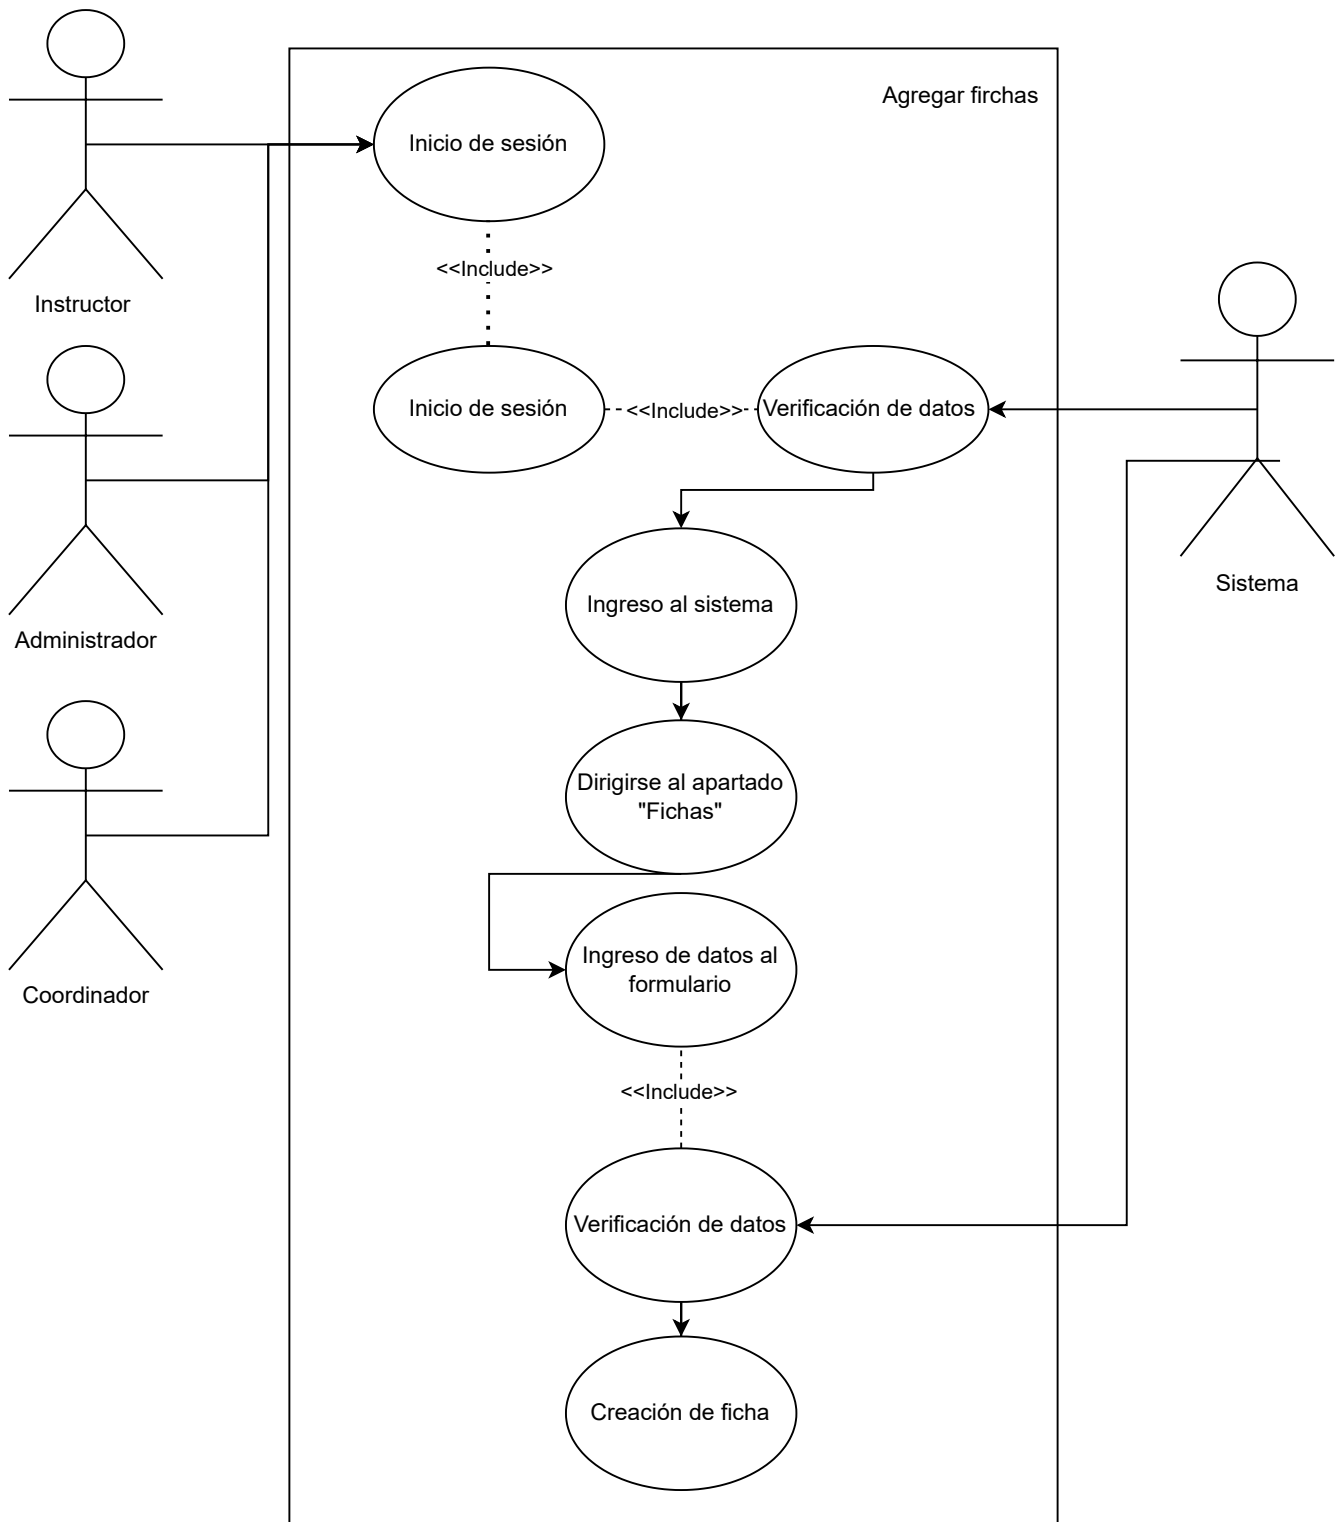 Agregar firchas
Inicio de sesión
<<Include>>
Instructor
Inicio de sesión
<<Include>>
Verificación de datos
Sistema
Ingreso al sistema
Administrador
Dirigirse al apartado
"Fichas"
Ingreso de datos al
formulario
Coordinador
<<Include>>
Verificación de datos
Creación de ficha